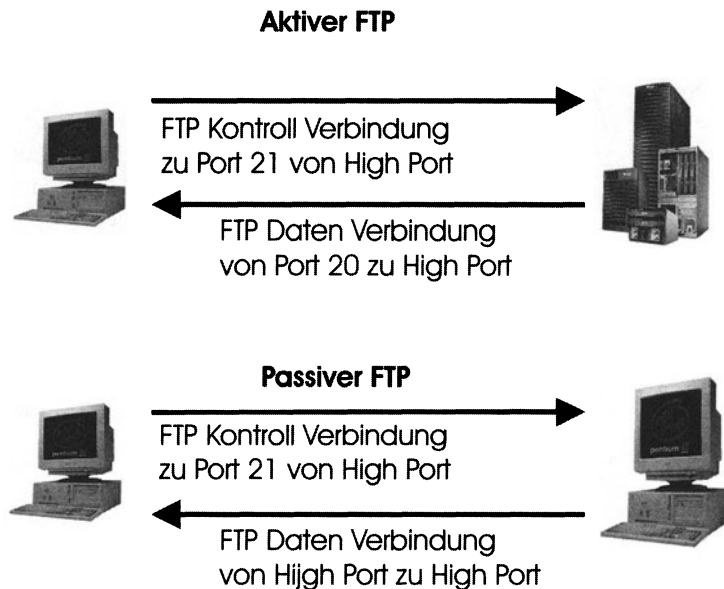 Aktiver FTP
FTP Kontroll Verbindung
zu Port 21 von High Port
FTP Daten Verbindung
von Port 20 zu High Port
Passiver FTP
FTP Kontroll Verbindung
zu Port 21 von High Port
FTP Daten Verbindung
von Hijgh Port zu High Port